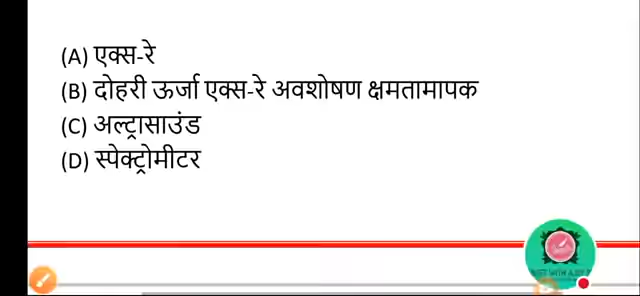 (A) एक्स-रे
(B) दोहरी ऊर्जा एक्स-रे अवशोषण क्षमतामापक
(C) अल्ट्रासाउंड
(D) स्पेक्ट्रोमीटर